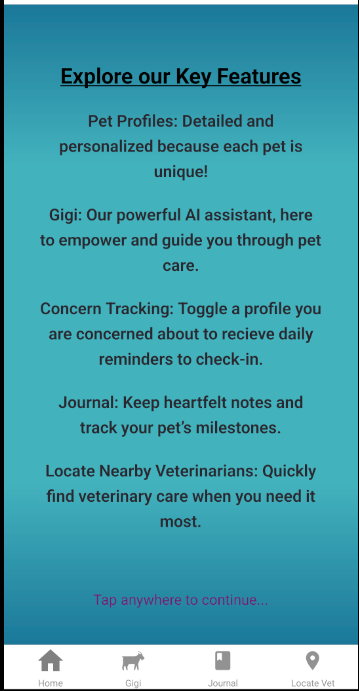 Explore our Key Features
Pet Profiles: Detailed and
personalized because each pet is
unique!
Gigi: Our powerful AI assistant, here
to empower and guide you through pet
care.
Concern Tracking: Toggle a profile you
are concerned about to recieve daily
reminders to check-in.
Journal: Keep heartfelt notes and
track your pet's milestones.
Locate Nearby Veterinarians: Quickly
find veterinary care when you need it
most.
Tap anywhere to continue...
Home Gigi Journal Locate Vet